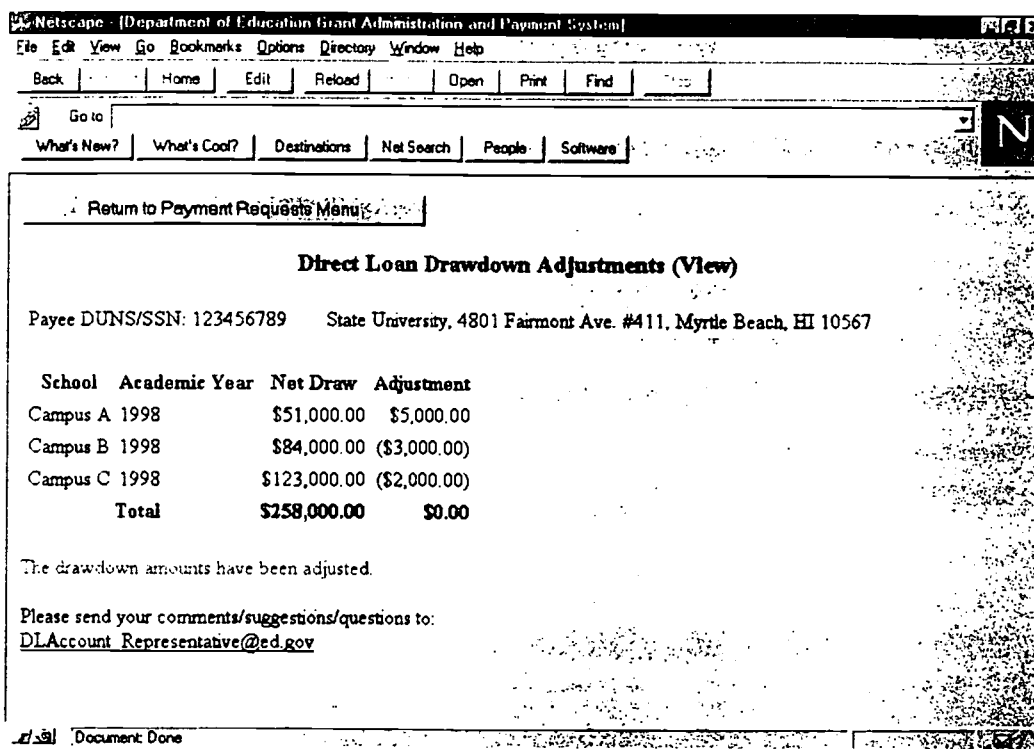 Netscape - [Department of Education Grant Administration and Payment System]
File Edit View Go Bookmarks Options Directory Window Help
Back Home Edit Reload Open Print Find
Go to
What's New? What's Cool? Destinations Net Search People Software
N
Return to Payment Requests Menu
Direct Loan Drawdown Adjustments (View)
Payee DUNS/SSN: 123456789 State University, 4801 Fairmont Ave. #411, Myrtle Beach, HI 10567
School Academic Year Net Draw Adjustment
Campus A 1998 $51,000.00 $5,000.00
Campus B 1998 $84,000.00 ($3,000.00)
Campus C 1998 $123,000.00 ($2,000.00)
Total $258,000.00 $0.00
The drawdown amounts have been adjusted.
Please send your comments/suggestions/questions to:
DLAccount_Representative@ed.gov
Document: Done